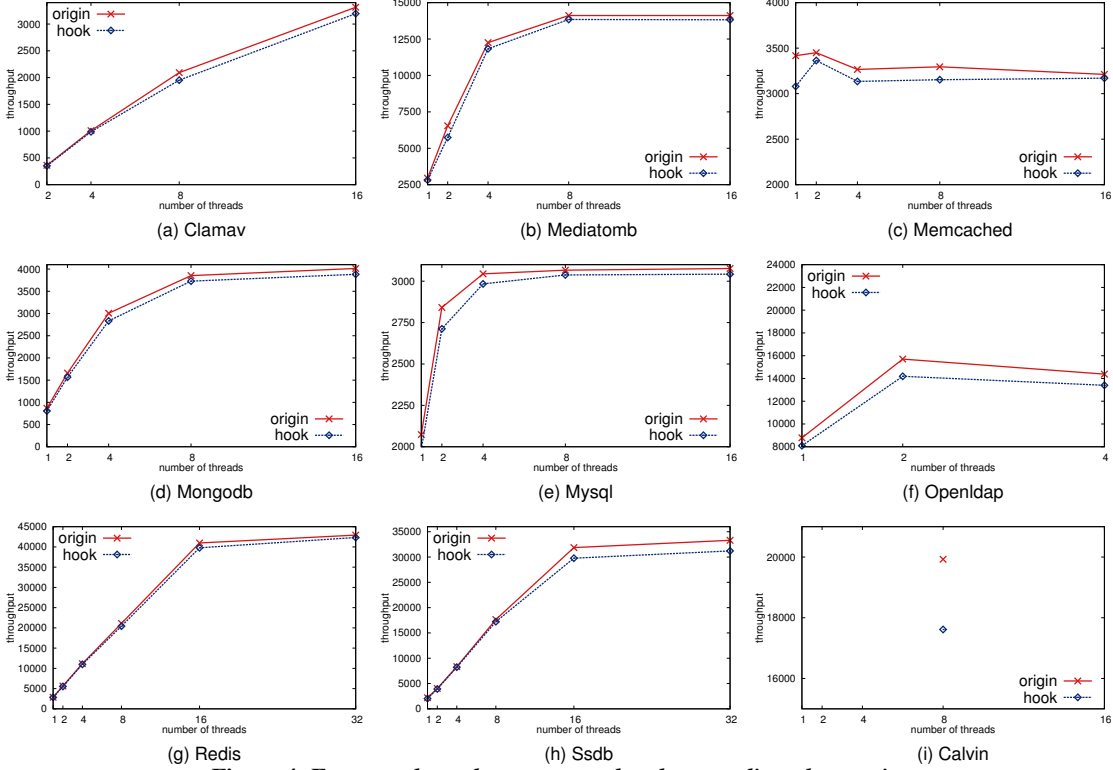 throughput
3000
2500
2000
1500
1000
500
0
origin
hook
2 4 8 16
number of threads
(a) Clamav
throughput
15000
12500
10000
7500
5000
2500
origin
hook
1 2 4 8 16
number of threads
(b) Mediatomb
throughput
4000
3500
3000
2500
2000
origin
hook
1 2 4 8 16
number of threads
(c) Memcached
throughput
4000
3500
3000
2500
2000
1500
1000
500
0
origin
hook
1 2 4 8 16
number of threads
(d) Mongodb
throughput
3000
2750
2500
2250
2000
origin
hook
1 2 4 8 16
number of threads
(e) Mysql
throughput
24000
22000
20000
18000
16000
14000
12000
10000
8000
origin
hook
1 2 4
number of threads
(f) Openldap
throughput
45000
40000
35000
30000
25000
20000
15000
10000
5000
0
origin
hook
1 2 4 8 16 32
number of threads
(g) Redis
throughput
35000
30000
25000
20000
15000
10000
5000
0
origin
hook
1 2 4 8 16 32
number of threads
(h) Ssdb
throughput
20000
18000
16000
origin
hook
1 2 4 8 16
number of threads
(i) Calvin